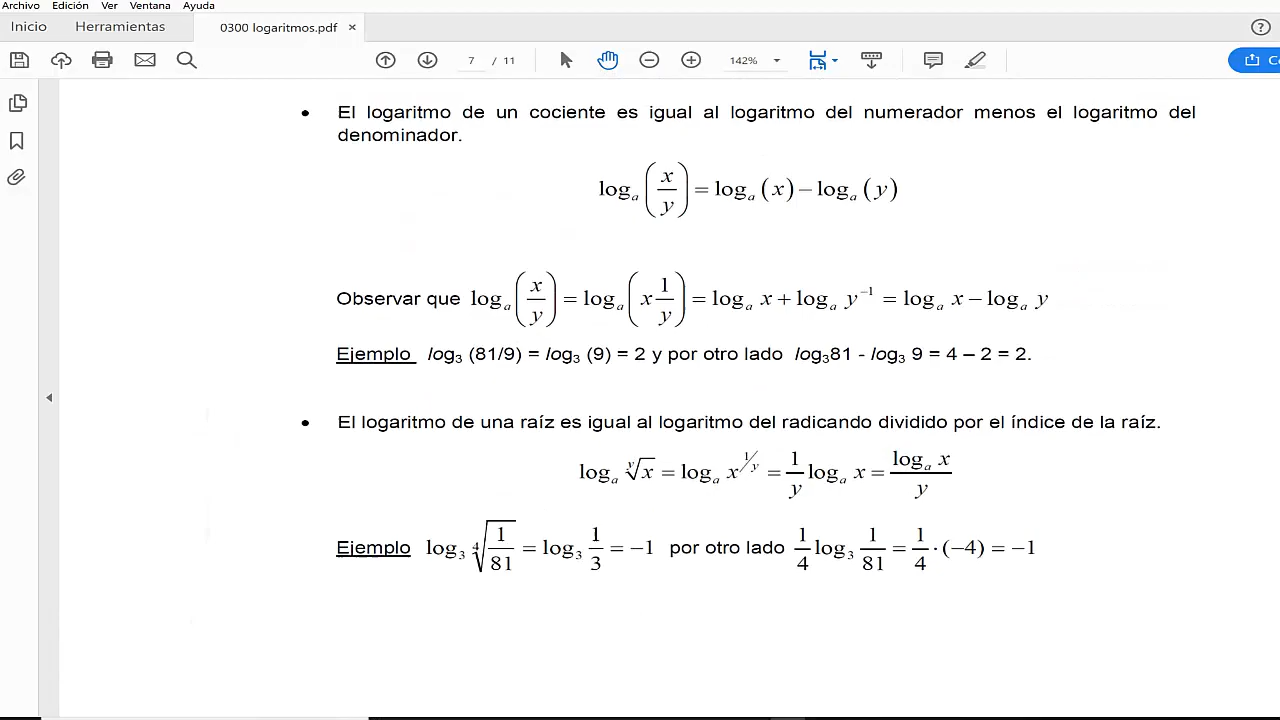 Archivo Edición Ver Ventana Ayuda
Inicio Herramientas 0300 logaritmos.pdf ×
7 / 11 142%
• El logaritmo de un cociente es igual al logaritmo del numerador menos el logaritmo del
denominador.
logₐ(x/y) = logₐ(x) − logₐ(y)
Observar que logₐ(x/y) = logₐ(x 1/y) = logₐ x + logₐ y⁻¹ = logₐ x − logₐ y
Ejemplo log₃ (81/9) = log₃ (9) = 2 y por otro lado log₃81 - log₃ 9 = 4 – 2 = 2.
• El logaritmo de una raíz es igual al logaritmo del radicando dividido por el índice de la raíz.
logₐ ʸ√x = logₐ x^(1/y) = 1/y logₐ x = logₐ x / y
Ejemplo log₃ ⁴√(1/81) = log₃ 1/3 = −1 por otro lado 1/4 log₃ 1/81 = 1/4 · (−4) = −1